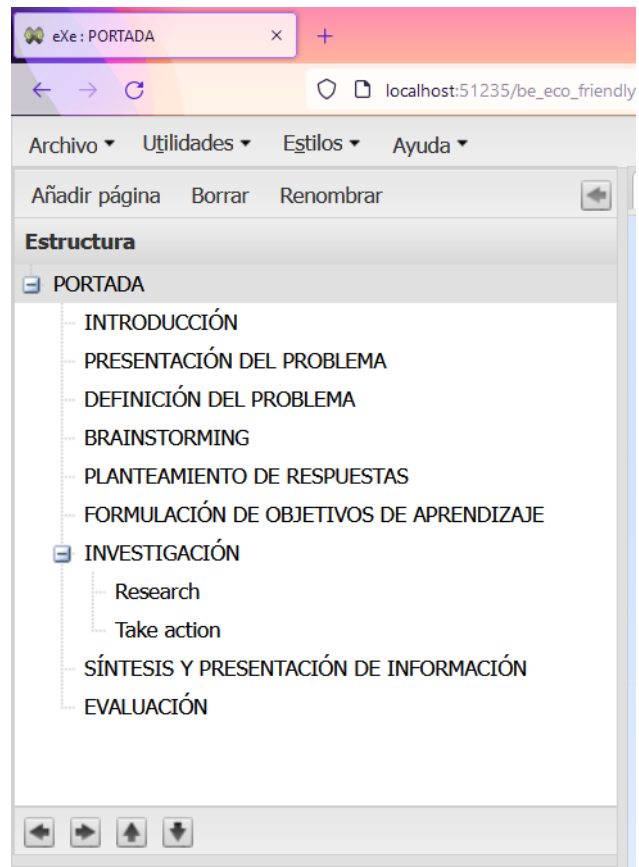 eXe : PORTADA
localhost:51235/be_eco_friendly
Archivo Utilidades Estilos Ayuda
Añadir página Borrar Renombrar
Estructura
PORTADA
INTRODUCCIÓN
PRESENTACIÓN DEL PROBLEMA
DEFINICIÓN DEL PROBLEMA
BRAINSTORMING
PLANTEAMIENTO DE RESPUESTAS
FORMULACIÓN DE OBJETIVOS DE APRENDIZAJE
INVESTIGACIÓN
Research
Take action
SÍNTESIS Y PRESENTACIÓN DE INFORMACIÓN
EVALUACIÓN